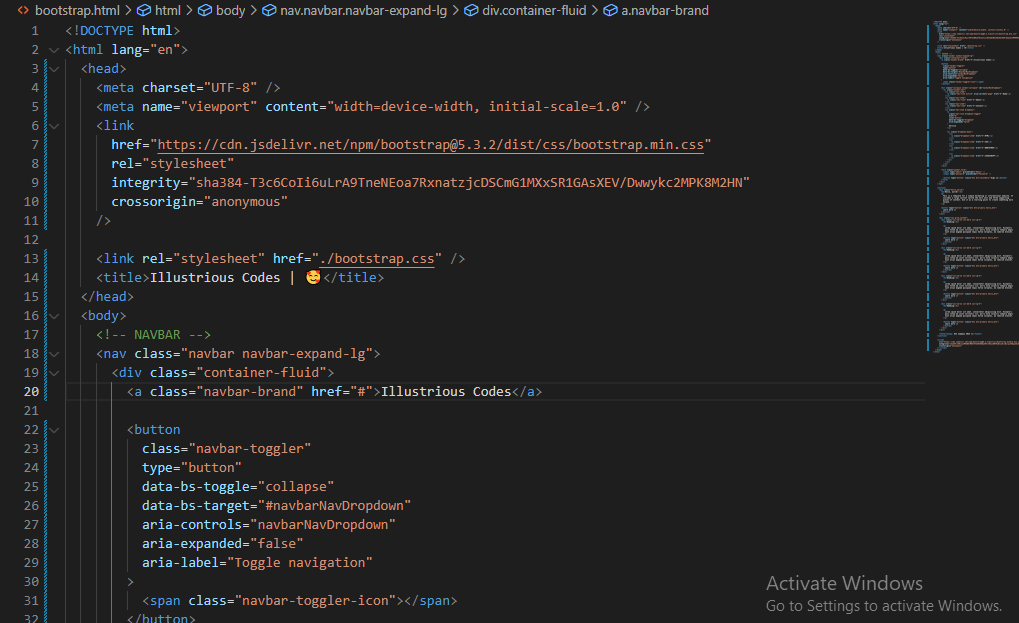 bootstrap.html > html > body > nav.navbar.navbar-expand-lg > div.container-fluid > a.navbar-brand
1 <!DOCTYPE html>
2 <html lang="en">
3 <head>
4 <meta charset="UTF-8" />
5 <meta name="viewport" content="width=device-width, initial-scale=1.0" />
6 <link
7 href="https://cdn.jsdelivr.net/npm/bootstrap@5.3.2/dist/css/bootstrap.min.css"
8 rel="stylesheet"
9 integrity="sha384-T3c6CoIi6uLrA9TneNEoa7RxnatzjcDSCmG1MXxSR1GAsXEV/Dwwykc2MPK8M2HN"
10 crossorigin="anonymous"
11 />
12
13 <link rel="stylesheet" href="./bootstrap.css" />
14 <title>Illustrious Codes | 🥰</title>
15 </head>
16 <body>
17 <!-- NAVBAR -->
18 <nav class="navbar navbar-expand-lg">
19 <div class="container-fluid">
20 <a class="navbar-brand" href="#">Illustrious Codes</a>
21
22 <button
23 class="navbar-toggler"
24 type="button"
25 data-bs-toggle="collapse"
26 data-bs-target="#navbarNavDropdown"
27 aria-controls="navbarNavDropdown"
28 aria-expanded="false"
29 aria-label="Toggle navigation"
30 >
31 <span class="navbar-toggler-icon"></span>
32 </button>
Activate Windows
Go to Settings to activate Windows.